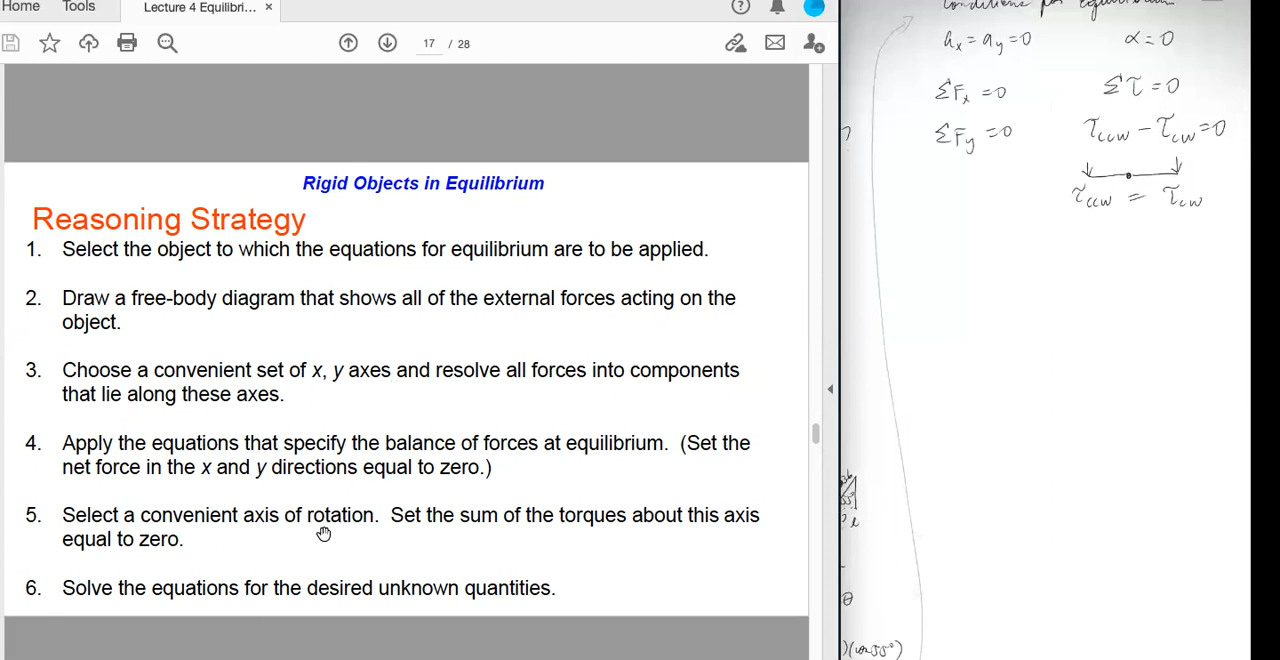 Home Tools Lecture 4 Equilibri... ×
17 / 28
Rigid Objects in Equilibrium
Reasoning Strategy
1. Select the object to which the equations for equilibrium are to be applied.
2. Draw a free-body diagram that shows all of the external forces acting on the
object.
3. Choose a convenient set of x, y axes and resolve all forces into components
that lie along these axes.
4. Apply the equations that specify the balance of forces at equilibrium. (Set the
net force in the x and y directions equal to zero.)
5. Select a convenient axis of rotation. Set the sum of the torques about this axis
equal to zero.
6. Solve the equations for the desired unknown quantities.
conditions for equilibrium
ax = ay = 0 α = 0
ΣFx = 0 Στ = 0
ΣFy = 0 τccw − τcw = 0
τccw = τcw
θ
)(cos55°)